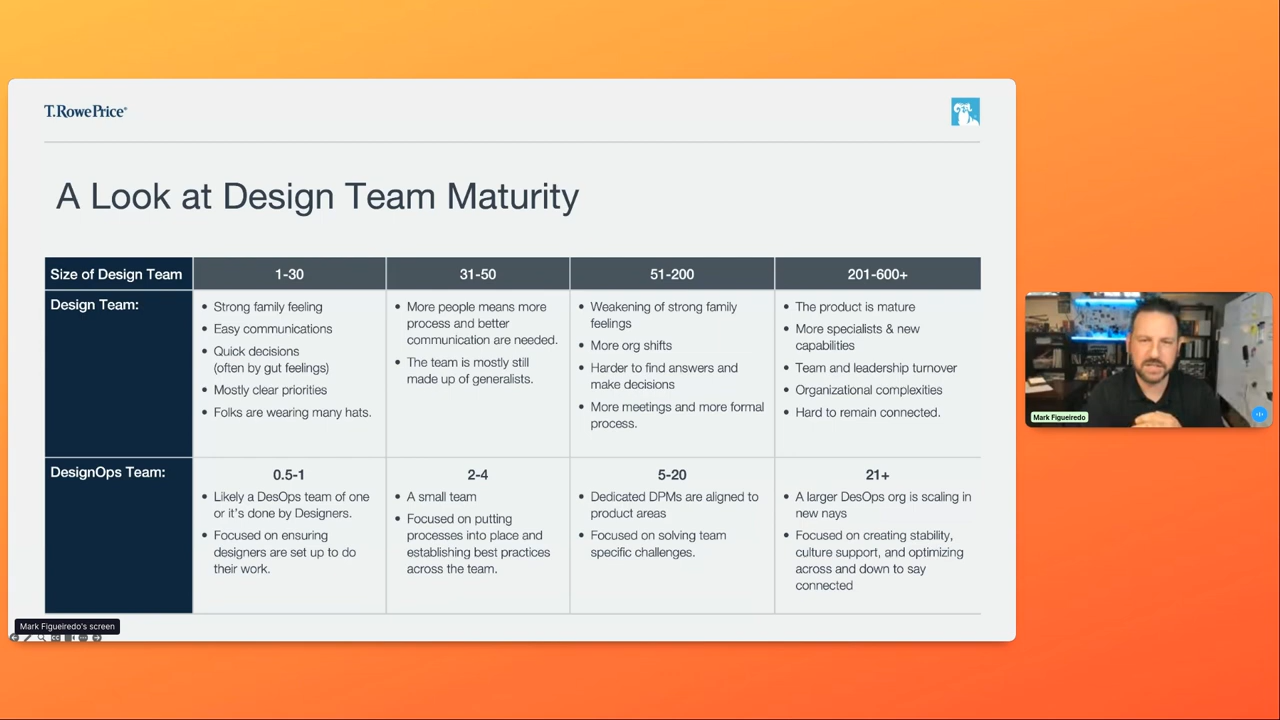 T.RowePrice®
A Look at Design Team Maturity
Size of Design Team
1-30
31-50
51-200
201-600+
Design Team:
• Strong family feeling
• Easy communications
• Quick decisions
(often by gut feelings)
• Mostly clear priorities
• Folks are wearing many hats.
• More people means more
process and better
communication are needed.
• The team is mostly still
made up of generalists.
• Weakening of strong family
feelings
• More org shifts
• Harder to find answers and
make decisions
• More meetings and more formal
process.
• The product is mature
• More specialists & new
capabilities
• Team and leadership turnover
• Organizational complexities
• Hard to remain connected.
DesignOps Team:
0.5-1
• Likely a DesOps team of one
or it's done by Designers.
• Focused on ensuring
designers are set up to do
their work.
2-4
• A small team
• Focused on putting
processes into place and
establishing best practices
across the team.
5-20
• Dedicated DPMs are aligned to
product areas
• Focused on solving team
specific challenges.
21+
• A larger DesOps org is scaling in
new nays
• Focused on creating stability,
culture support, and optimizing
across and down to say
connected
Mark Figueiredo's screen
Mark Figueiredo